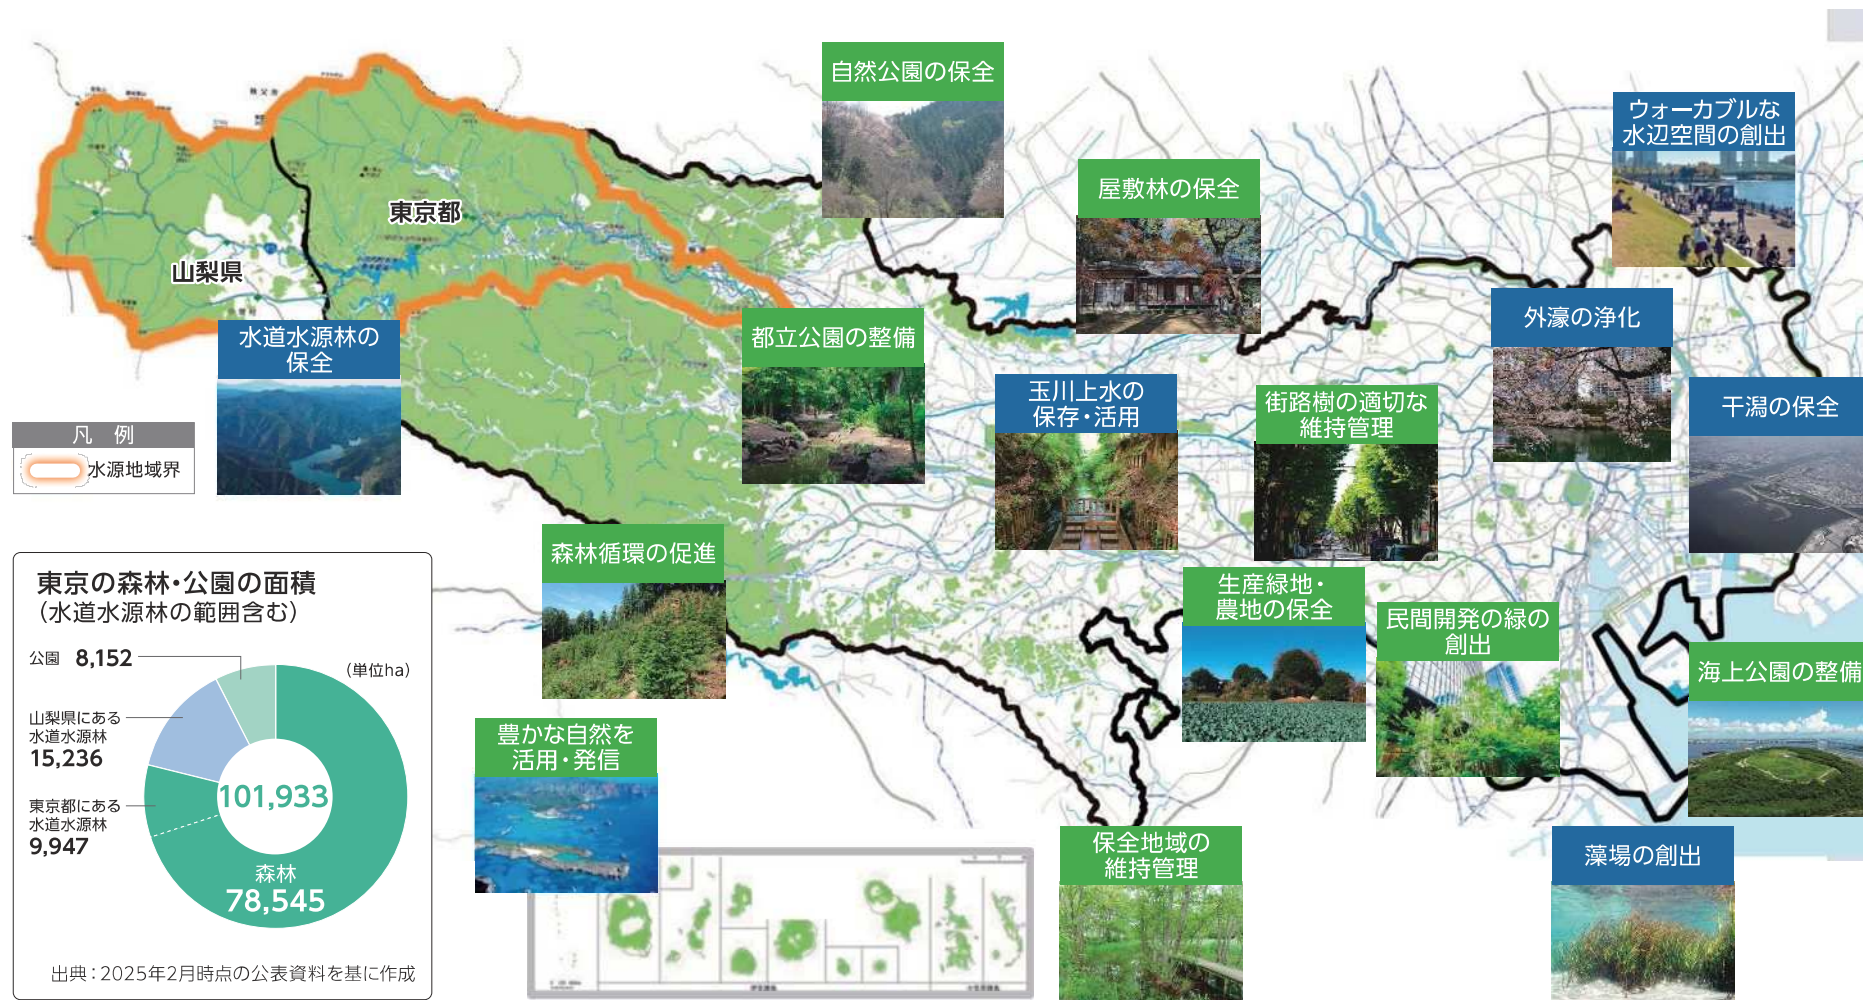 自然公園の保全
ウォーカブルな
水辺空間の創出
屋敷林の保全
東京都
山梨県
外濠の浄化
水道水源林の
保全
都立公園の整備
玉川上水の
保存・活用
街路樹の適切な
維持管理
干潟の保全
凡 例
水源地域界
森林循環の促進
生産緑地・
農地の保全
民間開発の緑の
創出
海上公園の整備
東京の森林・公園の面積
（水道水源林の範囲含む）
公園 8,152
（単位ha）
山梨県にある
水道水源林
15,236
東京都にある
水道水源林
9,947
101,933
森林
78,545
出典：2025年2月時点の公表資料を基に作成
豊かな自然を
活用・発信
保全地域の
維持管理
藻場の創出